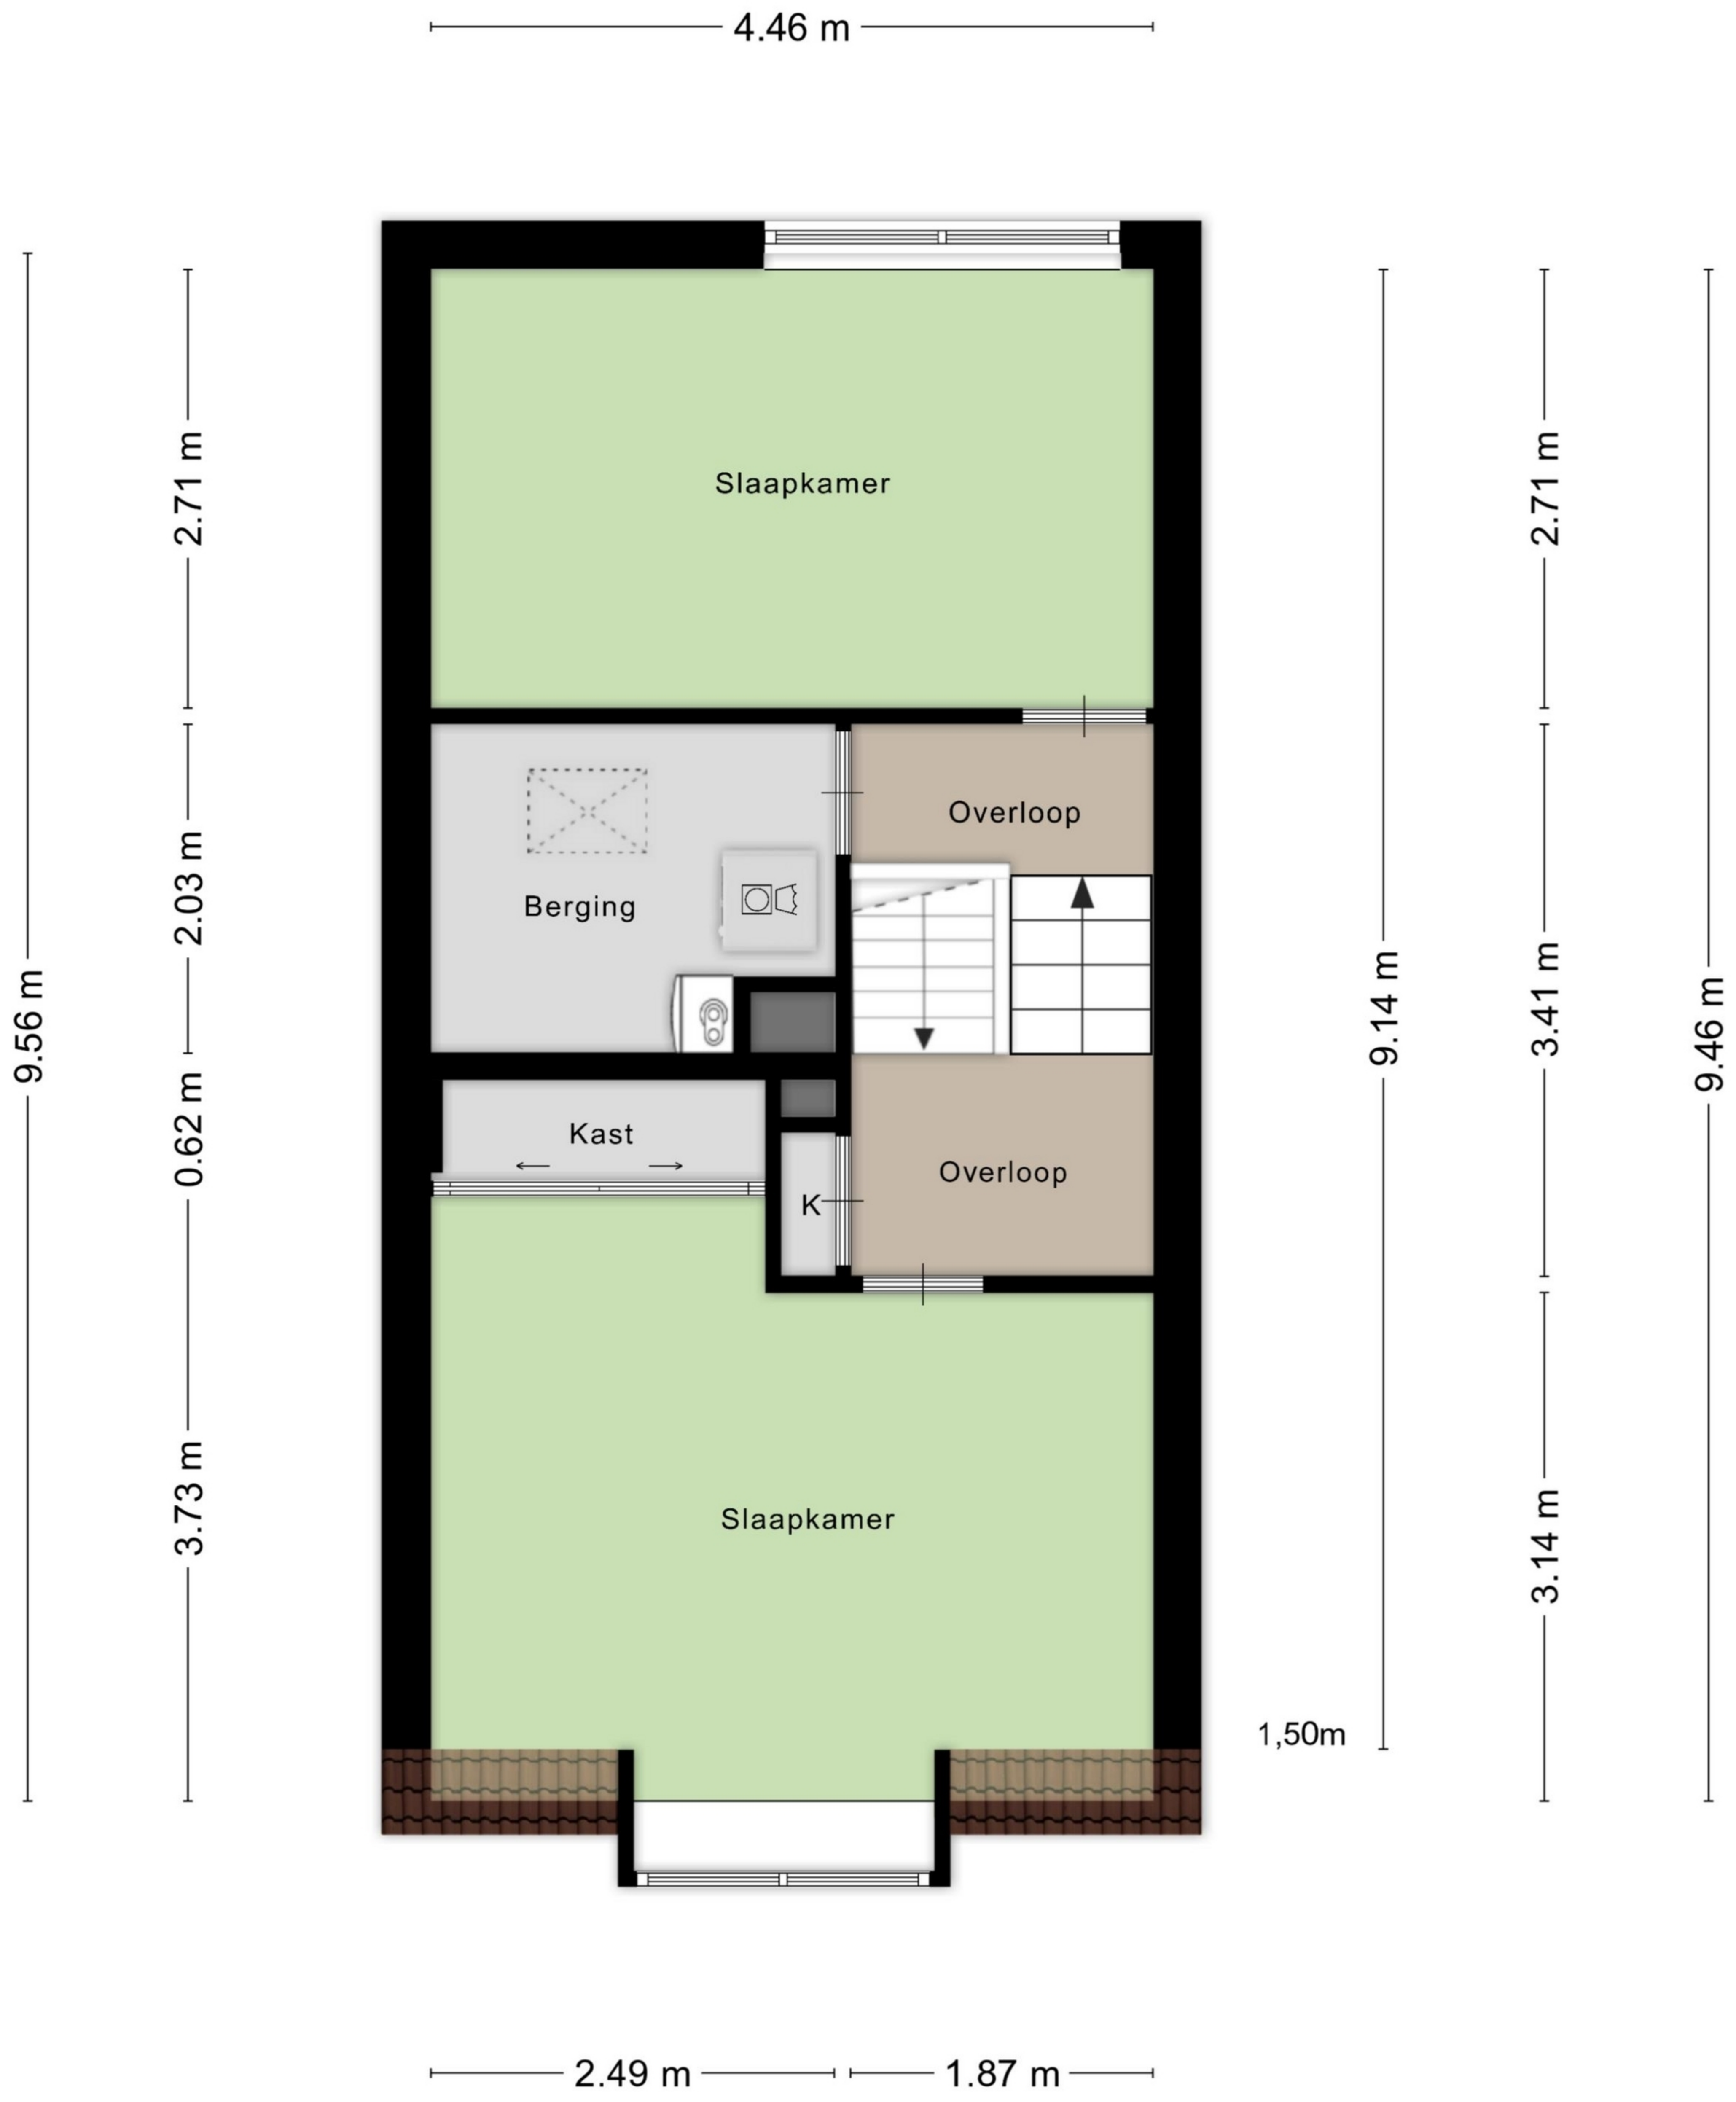 4.46 m
Slaapkamer
2.71 m
2.71 m
Overloop
Berging
2.03 m
3.41 m
9.56 m
9.14 m
9.46 m
Kast
0.62 m
Overloop
K
Slaapkamer
3.73 m
3.14 m
1,50m
2.49 m
1.87 m